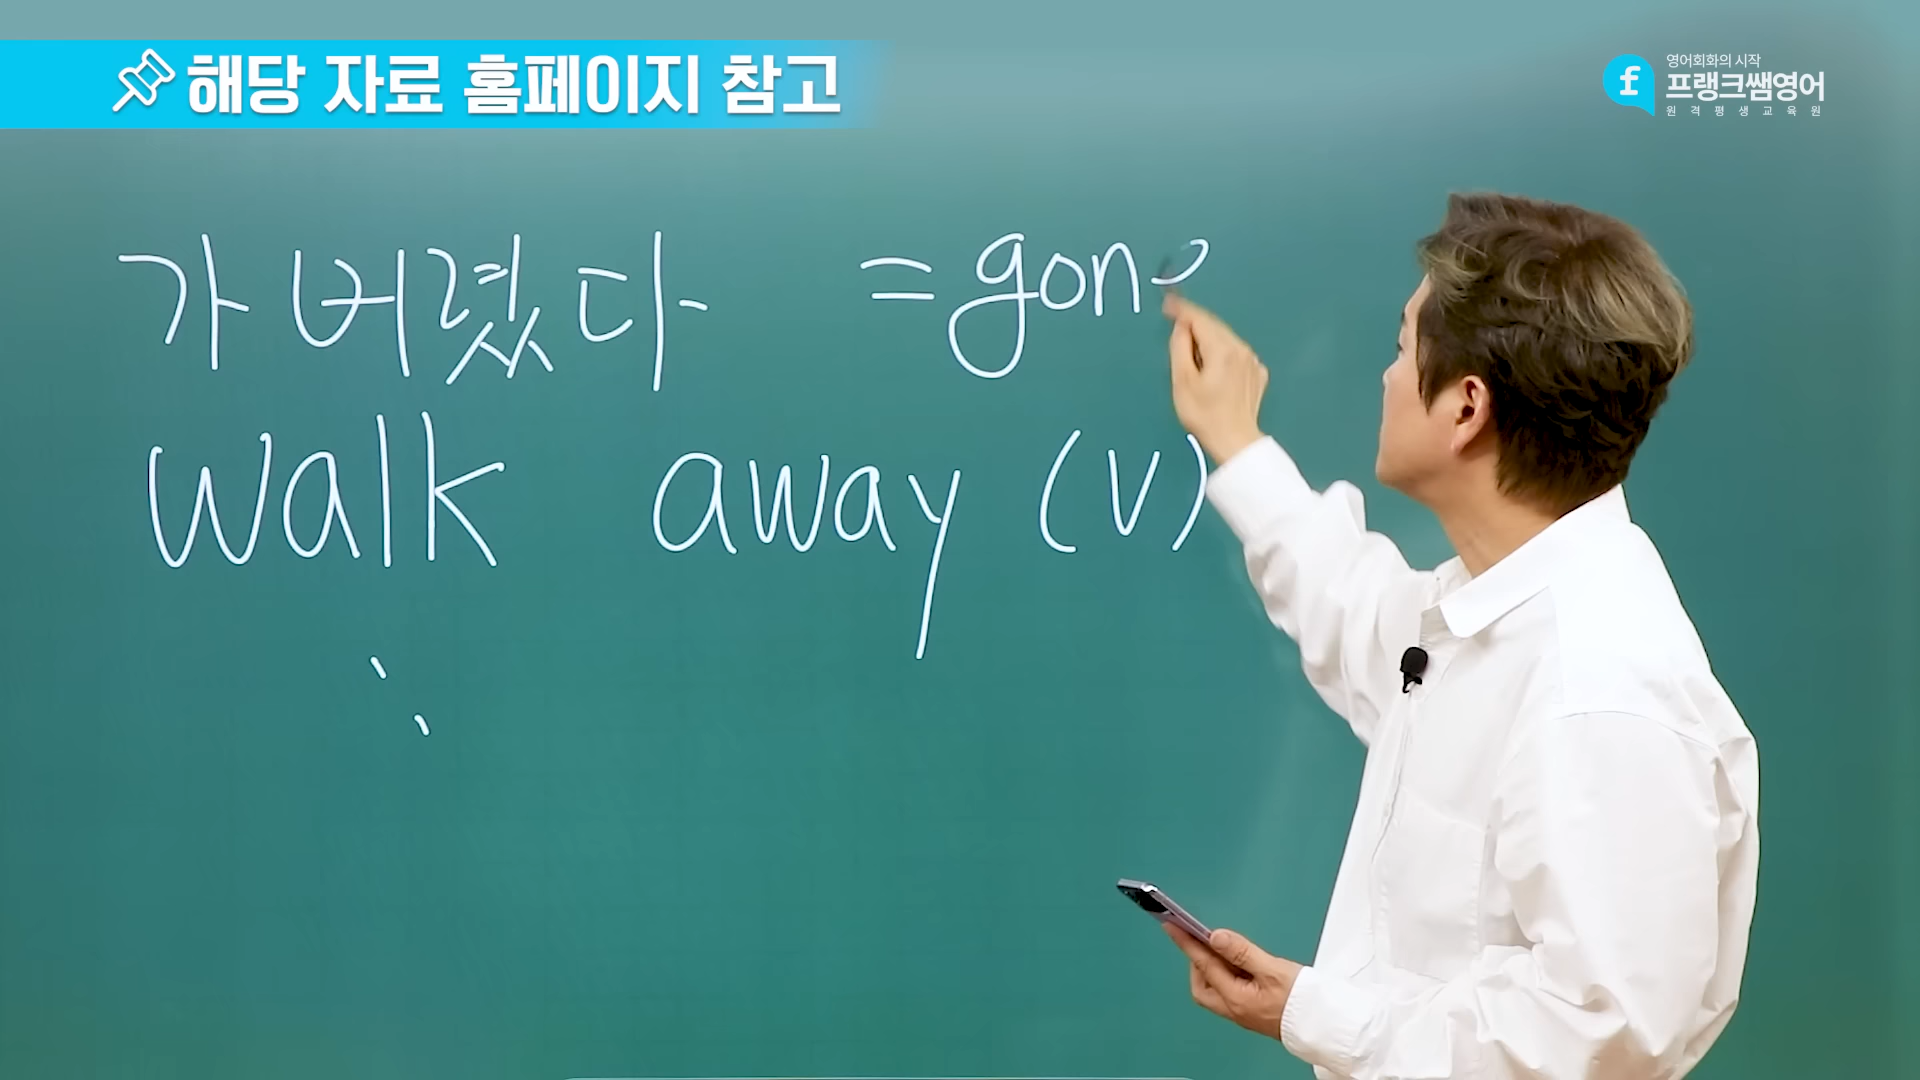 해당 자료 홈페이지 참고
영어회화의 시작
프랭크쌤영어
원격평생교육원
가 버렸다 = gone
walk away (v)